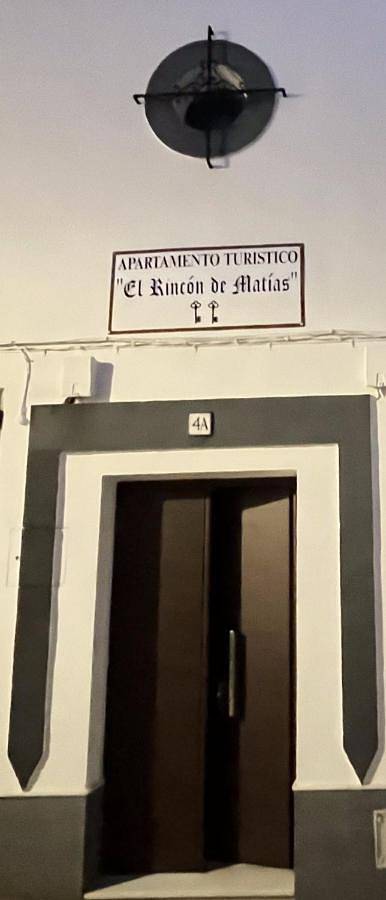 APARTAMENTO TURISTICO
"El Rincón de Matías"
4A